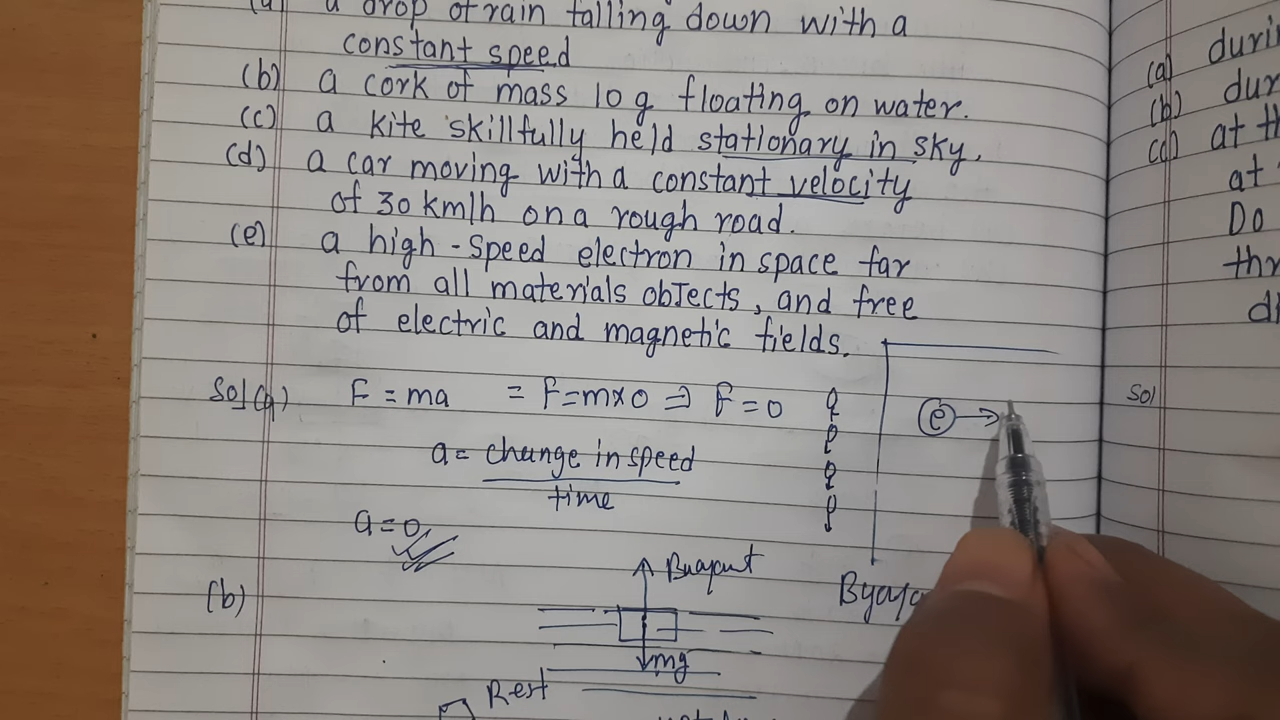 (a) a drop of rain falling down with a
constant speed
(b) a cork of mass 10 g floating on water.
(c) a kite skillfully held stationary in sky.
(d) a car moving with a constant velocity
of 30 km/h on a rough road.
(e) a high-speed electron in space far
from all materials objects, and free
of electric and magnetic fields.
Sol (a) F = ma = F=m×0 ⇒ F=0
a = change in speed
time
a=0
(b)
Buayant
mg
Rest
e
(a) duri
(b) dur
(c) at th
at
Do
thr
di
Sol